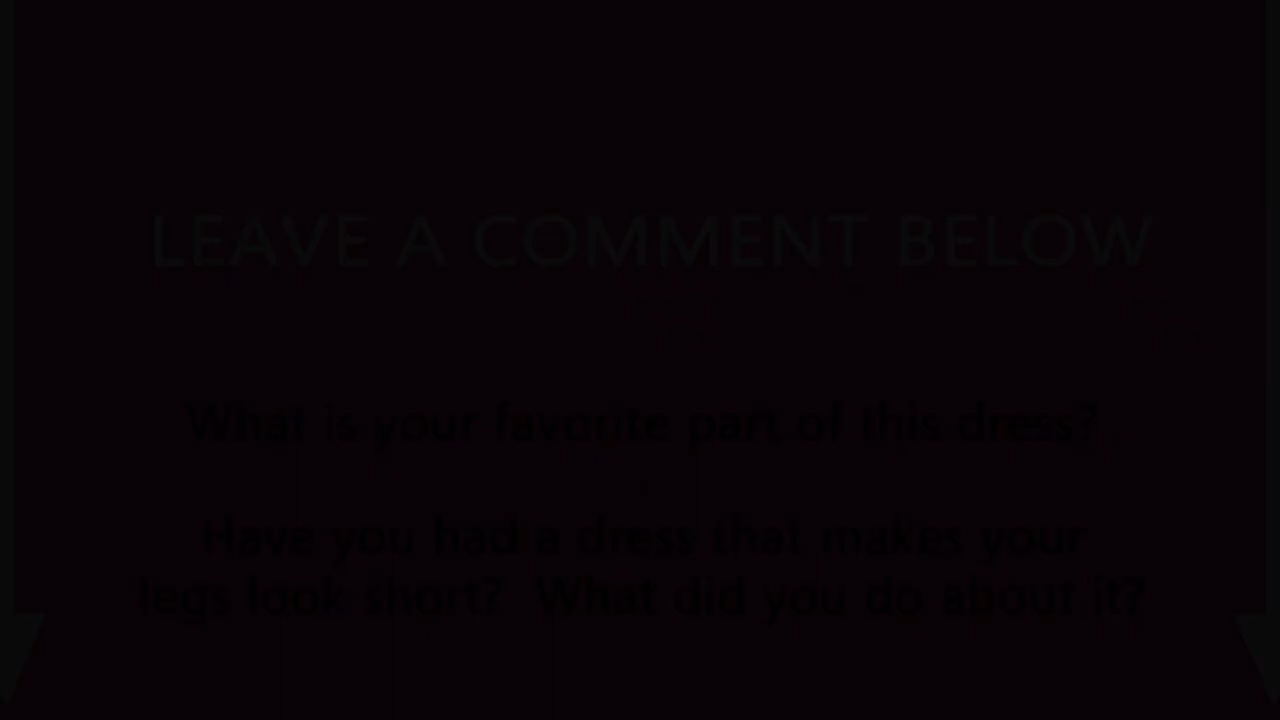 LEAVE A COMMENT BELOW
What is your favorite part of this dress?
Have you had a dress that makes your
legs look short? What did you do about it?